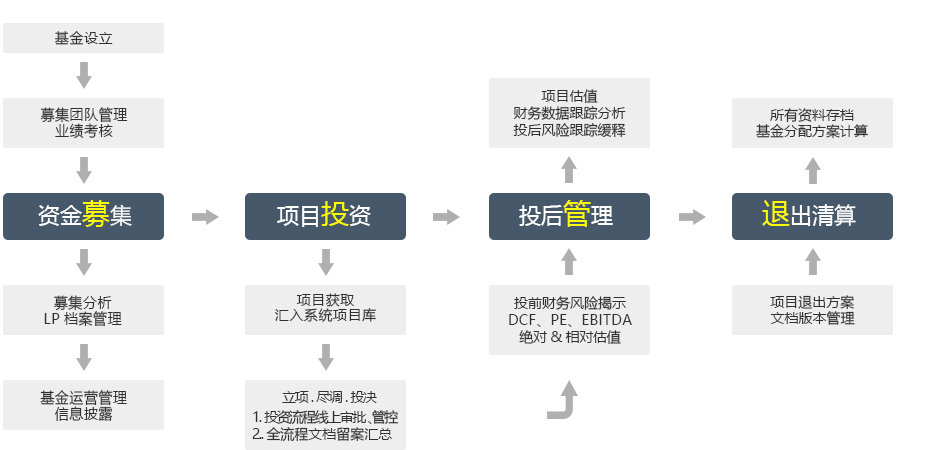 基金设立
募集团队管理
业绩考核
资金募集
募集分析
LP 档案管理
基金运营管理
信息披露
项目投资
项目获取
汇入系统项目库
立项 . 尽调 . 投决
1. 投资流程线上审批、管控
2.. 全流程文档留案汇总
项目估值
财务数据跟踪分析
投后风险跟踪缓释
投后管理
投前财务风险揭示
DCF、PE、EBITDA
绝对 & 相对估值
所有资料存档
基金分配方案计算
退出清算
项目退出方案
文档版本管理